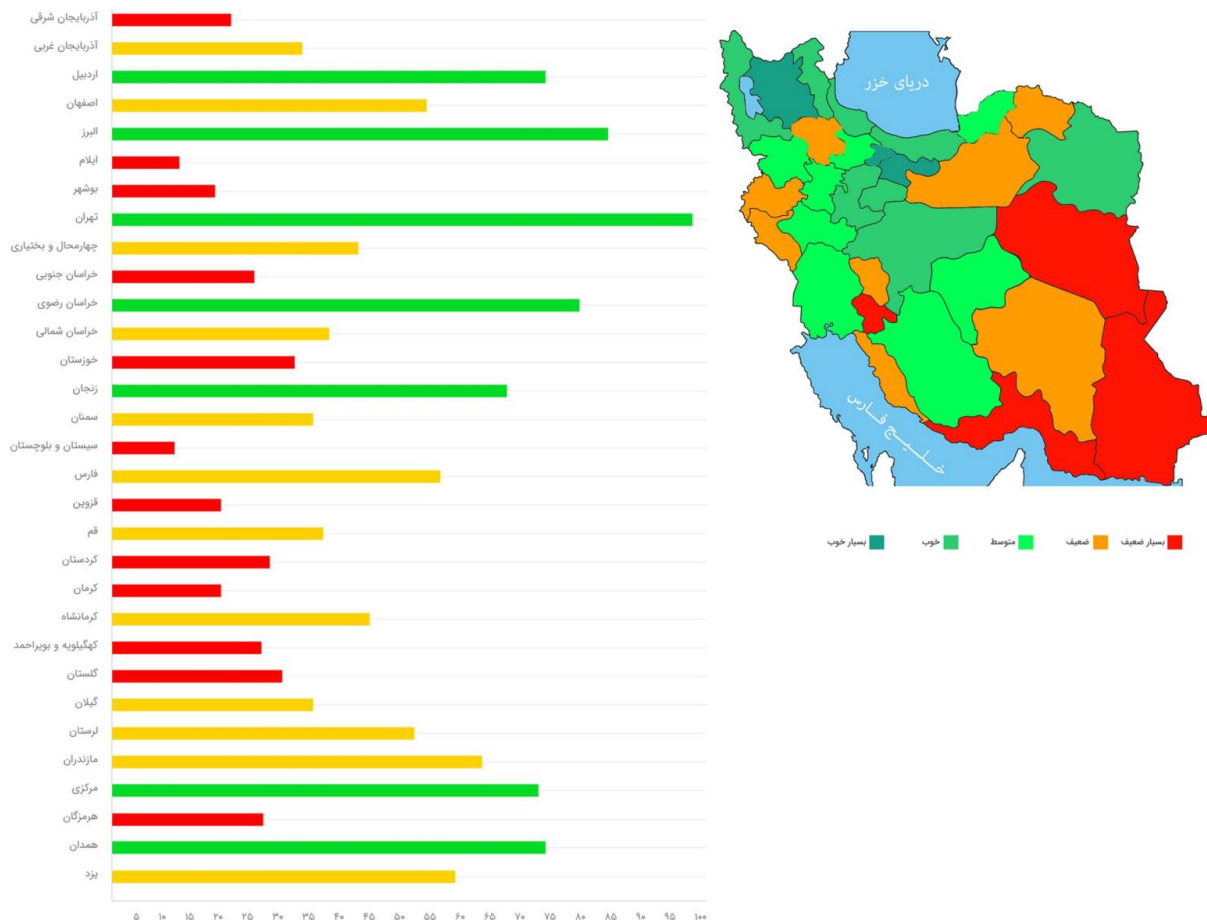 آذربایجان شرقی
آذربایجان غربی
اردبیل
اصفهان
البرز
ایلام
بوشهر
تهران
چهارمحال و بختیاری
خراسان جنوبی
خراسان رضوی
خراسان شمالی
خوزستان
زنجان
سمنان
سیستان و بلوچستان
فارس
قزوین
قم
کردستان
کرمان
کرمانشاه
کهگیلویه و بویراحمد
گلستان
گیلان
لرستان
مازندران
مرکزی
هرمزگان
همدان
یزد
۵ ۱۰ ۱۵ ۲۰ ۲۵ ۳۰ ۳۵ ۴۰ ۴۵ ۵۰ ۵۵ ۶۰ ۶۵ ۷۰ ۷۵ ۸۰ ۸۵ ۹۰ ۹۵ ۱۰۰
دریای خزر
خلـــیـــج فــارس
بسیار ضعیف ضعیف متوسط خوب بسیار خوب